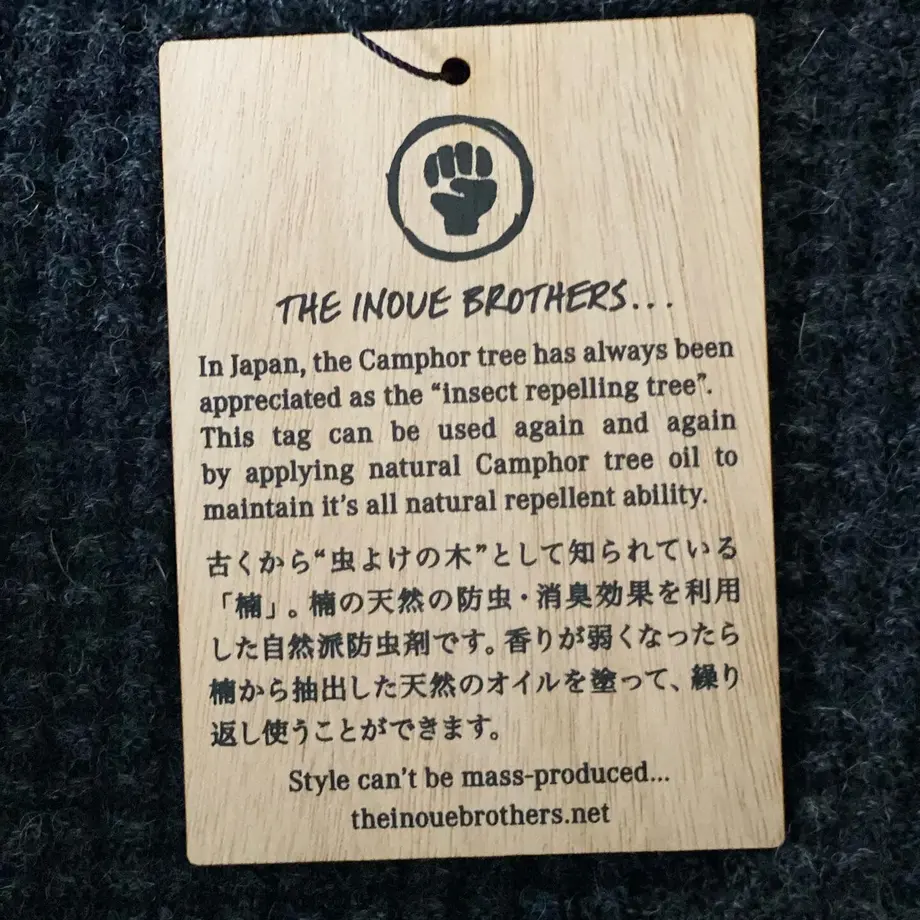 THE INOUE BROTHERS...
In Japan, the Camphor tree has always been
appreciated as the “insect repelling tree”.
This tag can be used again and again
by applying natural Camphor tree oil to
maintain it’s all natural repellent ability.
古くから“虫よけの木”として知られている
「楠」。楠の天然の防虫・消臭効果を利用
した自然派防虫剤です。香りが弱くなったら
楠から抽出した天然のオイルを塗って、繰り
返し使うことができます。
Style can’t be mass-produced...
theinouebrothers.net